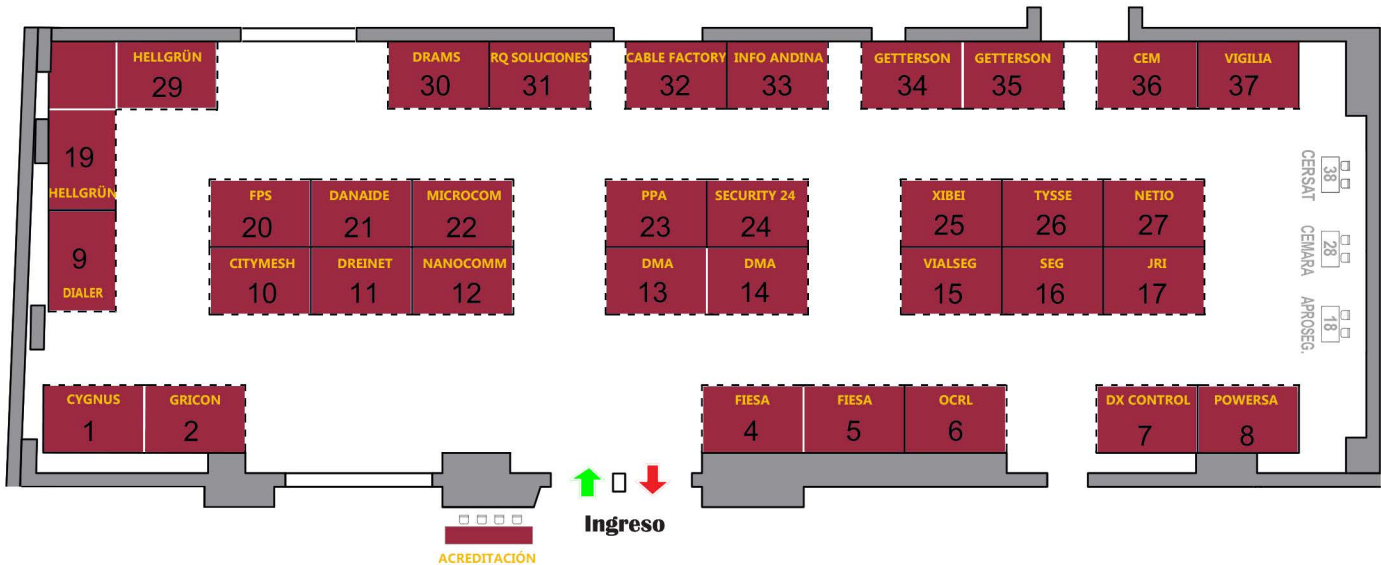 HELLGRÜN
29
DRAMS
30
RQ SOLUCIONES
31
CABLE FACTORY
32
INFO ANDINA
33
GETTERSON
34
GETTERSON
35
CEM
36
VIGILIA
37
19
HELLGRÜN
9
DIALER
FPS
20
DANAIDE
21
MICROCOM
22
CITYMESH
10
DREINET
11
NANOCOMM
12
PPA
23
SECURITY 24
24
DMA
13
DMA
14
XIBEI
25
TYSSE
26
NETIO
27
VIALSEG
15
SEG
16
JRI
17
38
CERSAT
28
CEMARA
18
APROSEG.
CYGNUS
1
GRICON
2
FIESA
4
FIESA
5
OCRL
6
DX CONTROL
7
POWERSA
8
Ingreso
ACREDITACIÓN